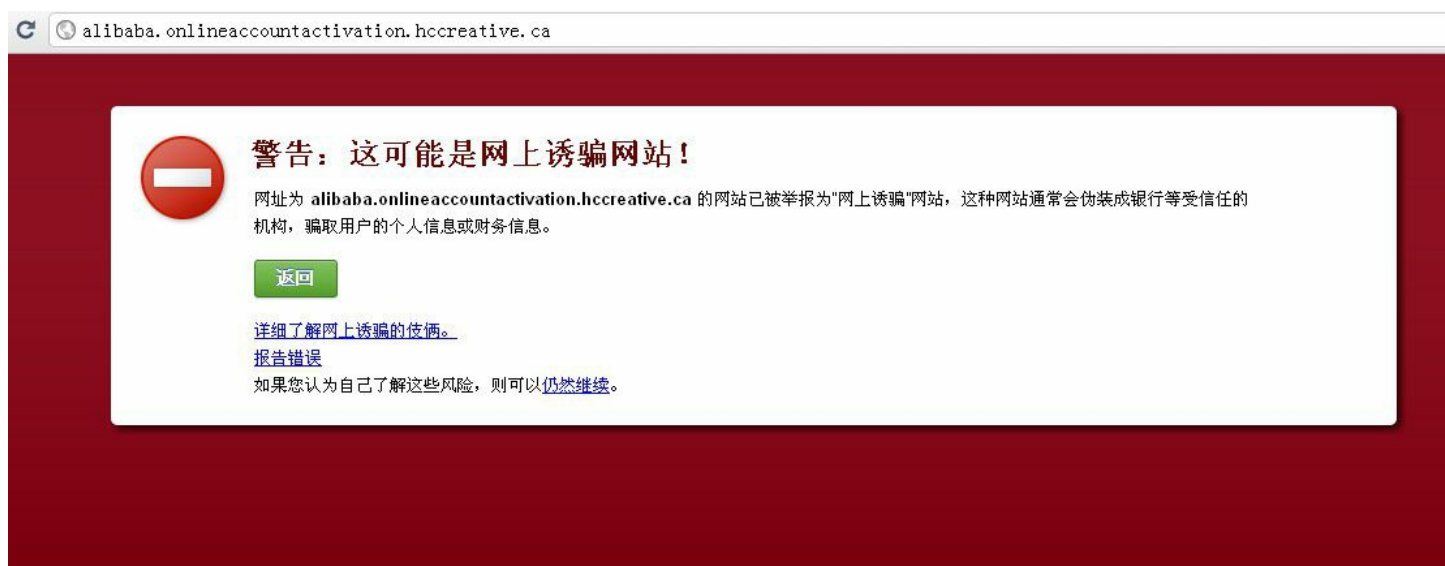 alibaba.onlineaccountactivation.hccreative.ca
警告：这可能是网上诱骗网站！
网址为 alibaba.onlineaccountactivation.hccreative.ca 的网站已被举报为"网上诱骗"网站，这种网站通常会伪装成银行等受信任的
机构，骗取用户的个人信息或财务信息。
返回
详细了解网上诱骗的伎俩。
报告错误
如果您认为自己了解这些风险，则可以仍然继续。